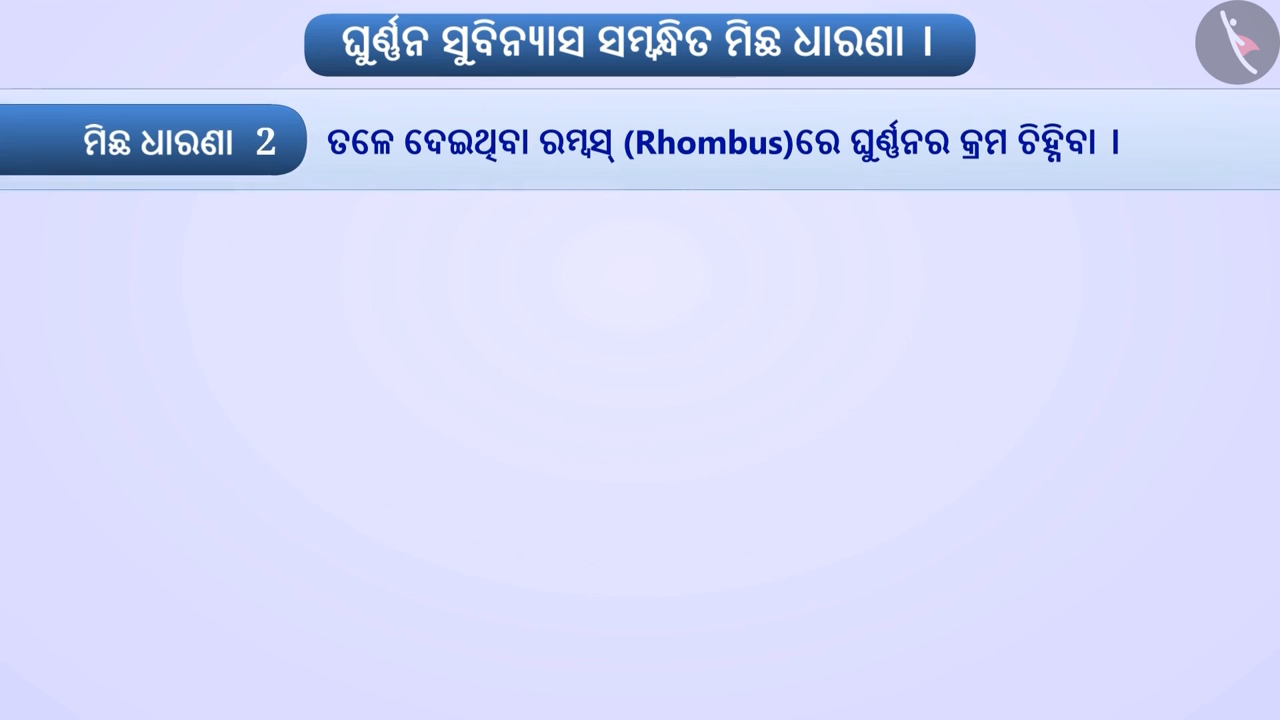 ଘୁର୍ଣ୍ଣନ ସୁବିନ୍ୟାସ ସମ୍ବନ୍ଧିତ ମିଛ ଧାରଣା ।
ମିଛ ଧାରଣା 2 ତଳେ ଦେଇଥିବା ରମ୍ବସ୍ (Rhombus)ରେ ଘୁର୍ଣ୍ଣନର କ୍ରମ ଚିହ୍ନିବା ।